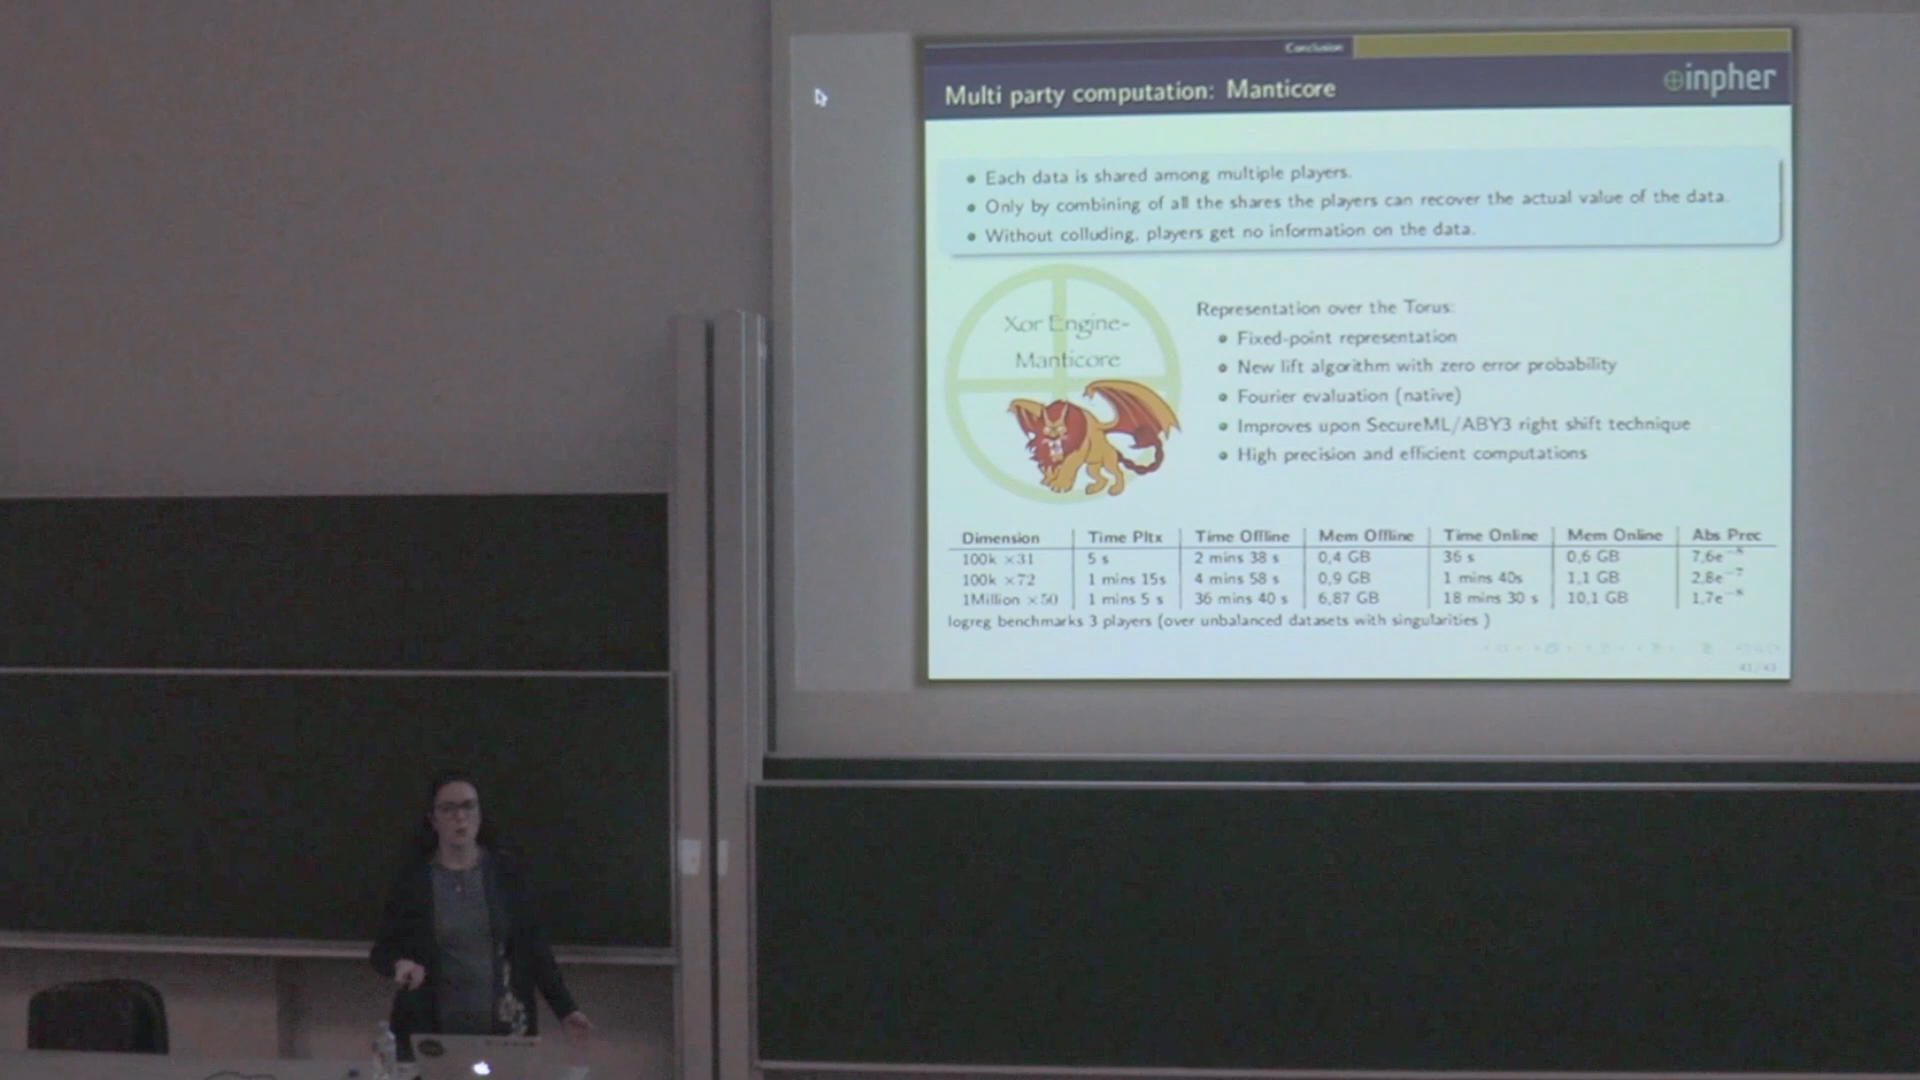 Conclusion
Multi party computation: Manticore
inpher
Each data is shared among multiple players.
Only by combining of all the shares the players can recover the actual value of the data.
Without colluding, players get no information on the data.
Xor Engine-
Manticore
Representation over the Torus:
Fixed-point representation
New lift algorithm with zero error probability
Fourier evaluation (native)
Improves upon SecureML/ABY3 right shift technique
High precision and efficient computations
Dimension Time Pltx Time Offline Mem Offline Time Online Mem Online Abs Prec
100k ×31 5 s 2 mins 38 s 0,4 GB 36 s 0,6 GB 7,6e
100k ×72 1 mins 15s 4 mins 58 s 0,9 GB 1 mins 40s 1,1 GB 2,8e⁻⁷
1Million ×50 1 mins 5 s 36 mins 40 s 6,87 GB 18 mins 30 s 10,1 GB 1,7e
logreg benchmarks 3 players (over unbalanced datasets with singularities )
41/43